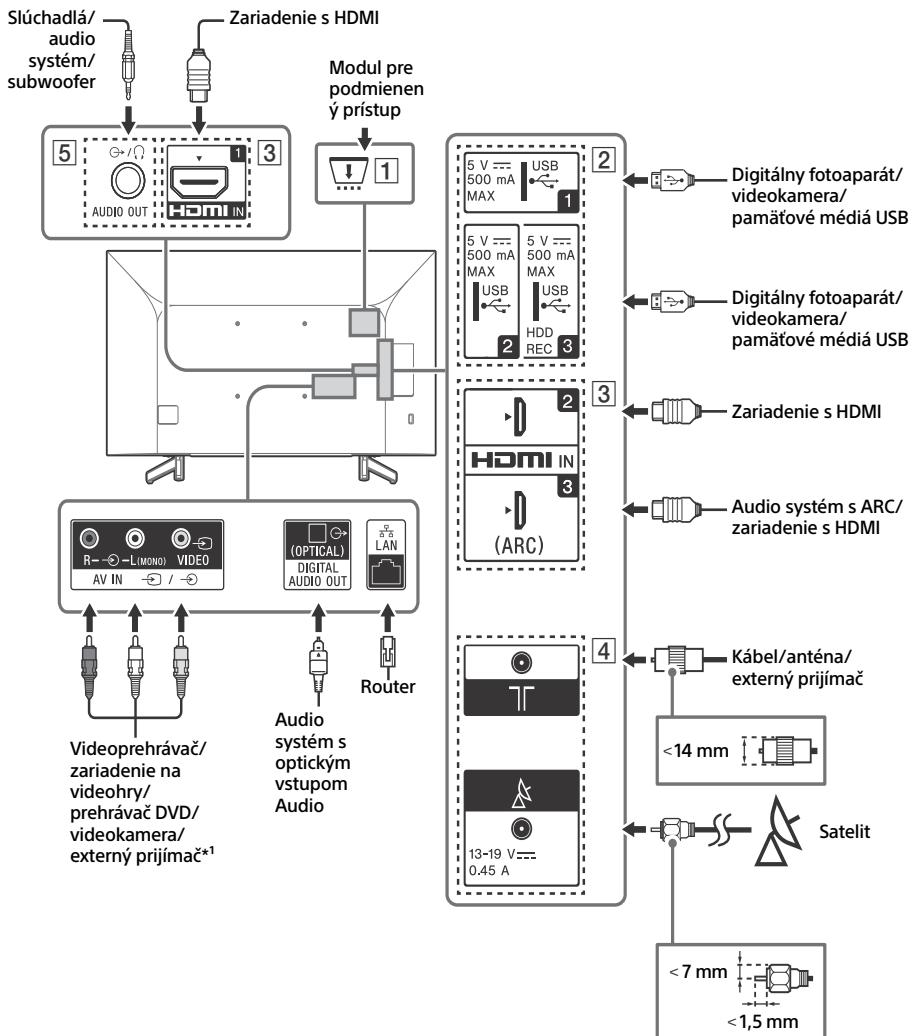 Slúchadlá/
audio
systém/
subwoofer
Zariadenie s HDMI
Modul pre
podmienen
ý prístup
5
AUDIO OUT
1
3
HDMI IN
1
2
5 V
500 mA
MAX
USB
1
Digitálny fotoaparát/
videokamera/
pamäťové médiá USB
5 V
500 mA
MAX
USB
2
5 V
500 mA
MAX
USB
HDD
REC 3
Digitálny fotoaparát/
videokamera/
pamäťové médiá USB
3
2
HDMI IN
3
(ARC)
Zariadenie s HDMI
Audio systém s ARC/
zariadenie s HDMI
R- -L(MONO) VIDEO
AV IN /
(OPTICAL)
DIGITAL
AUDIO OUT
LAN
Videoprehrávač/
zariadenie na
videohry/
prehrávač DVD/
videokamera/
externý prijímač*1
Audio
systém s
optickým
vstupom
Audio
Router
4
Kábel/anténa/
externý prijímač
<14 mm
13-19 V
0.45 A
Satelit
<7 mm
<1,5 mm